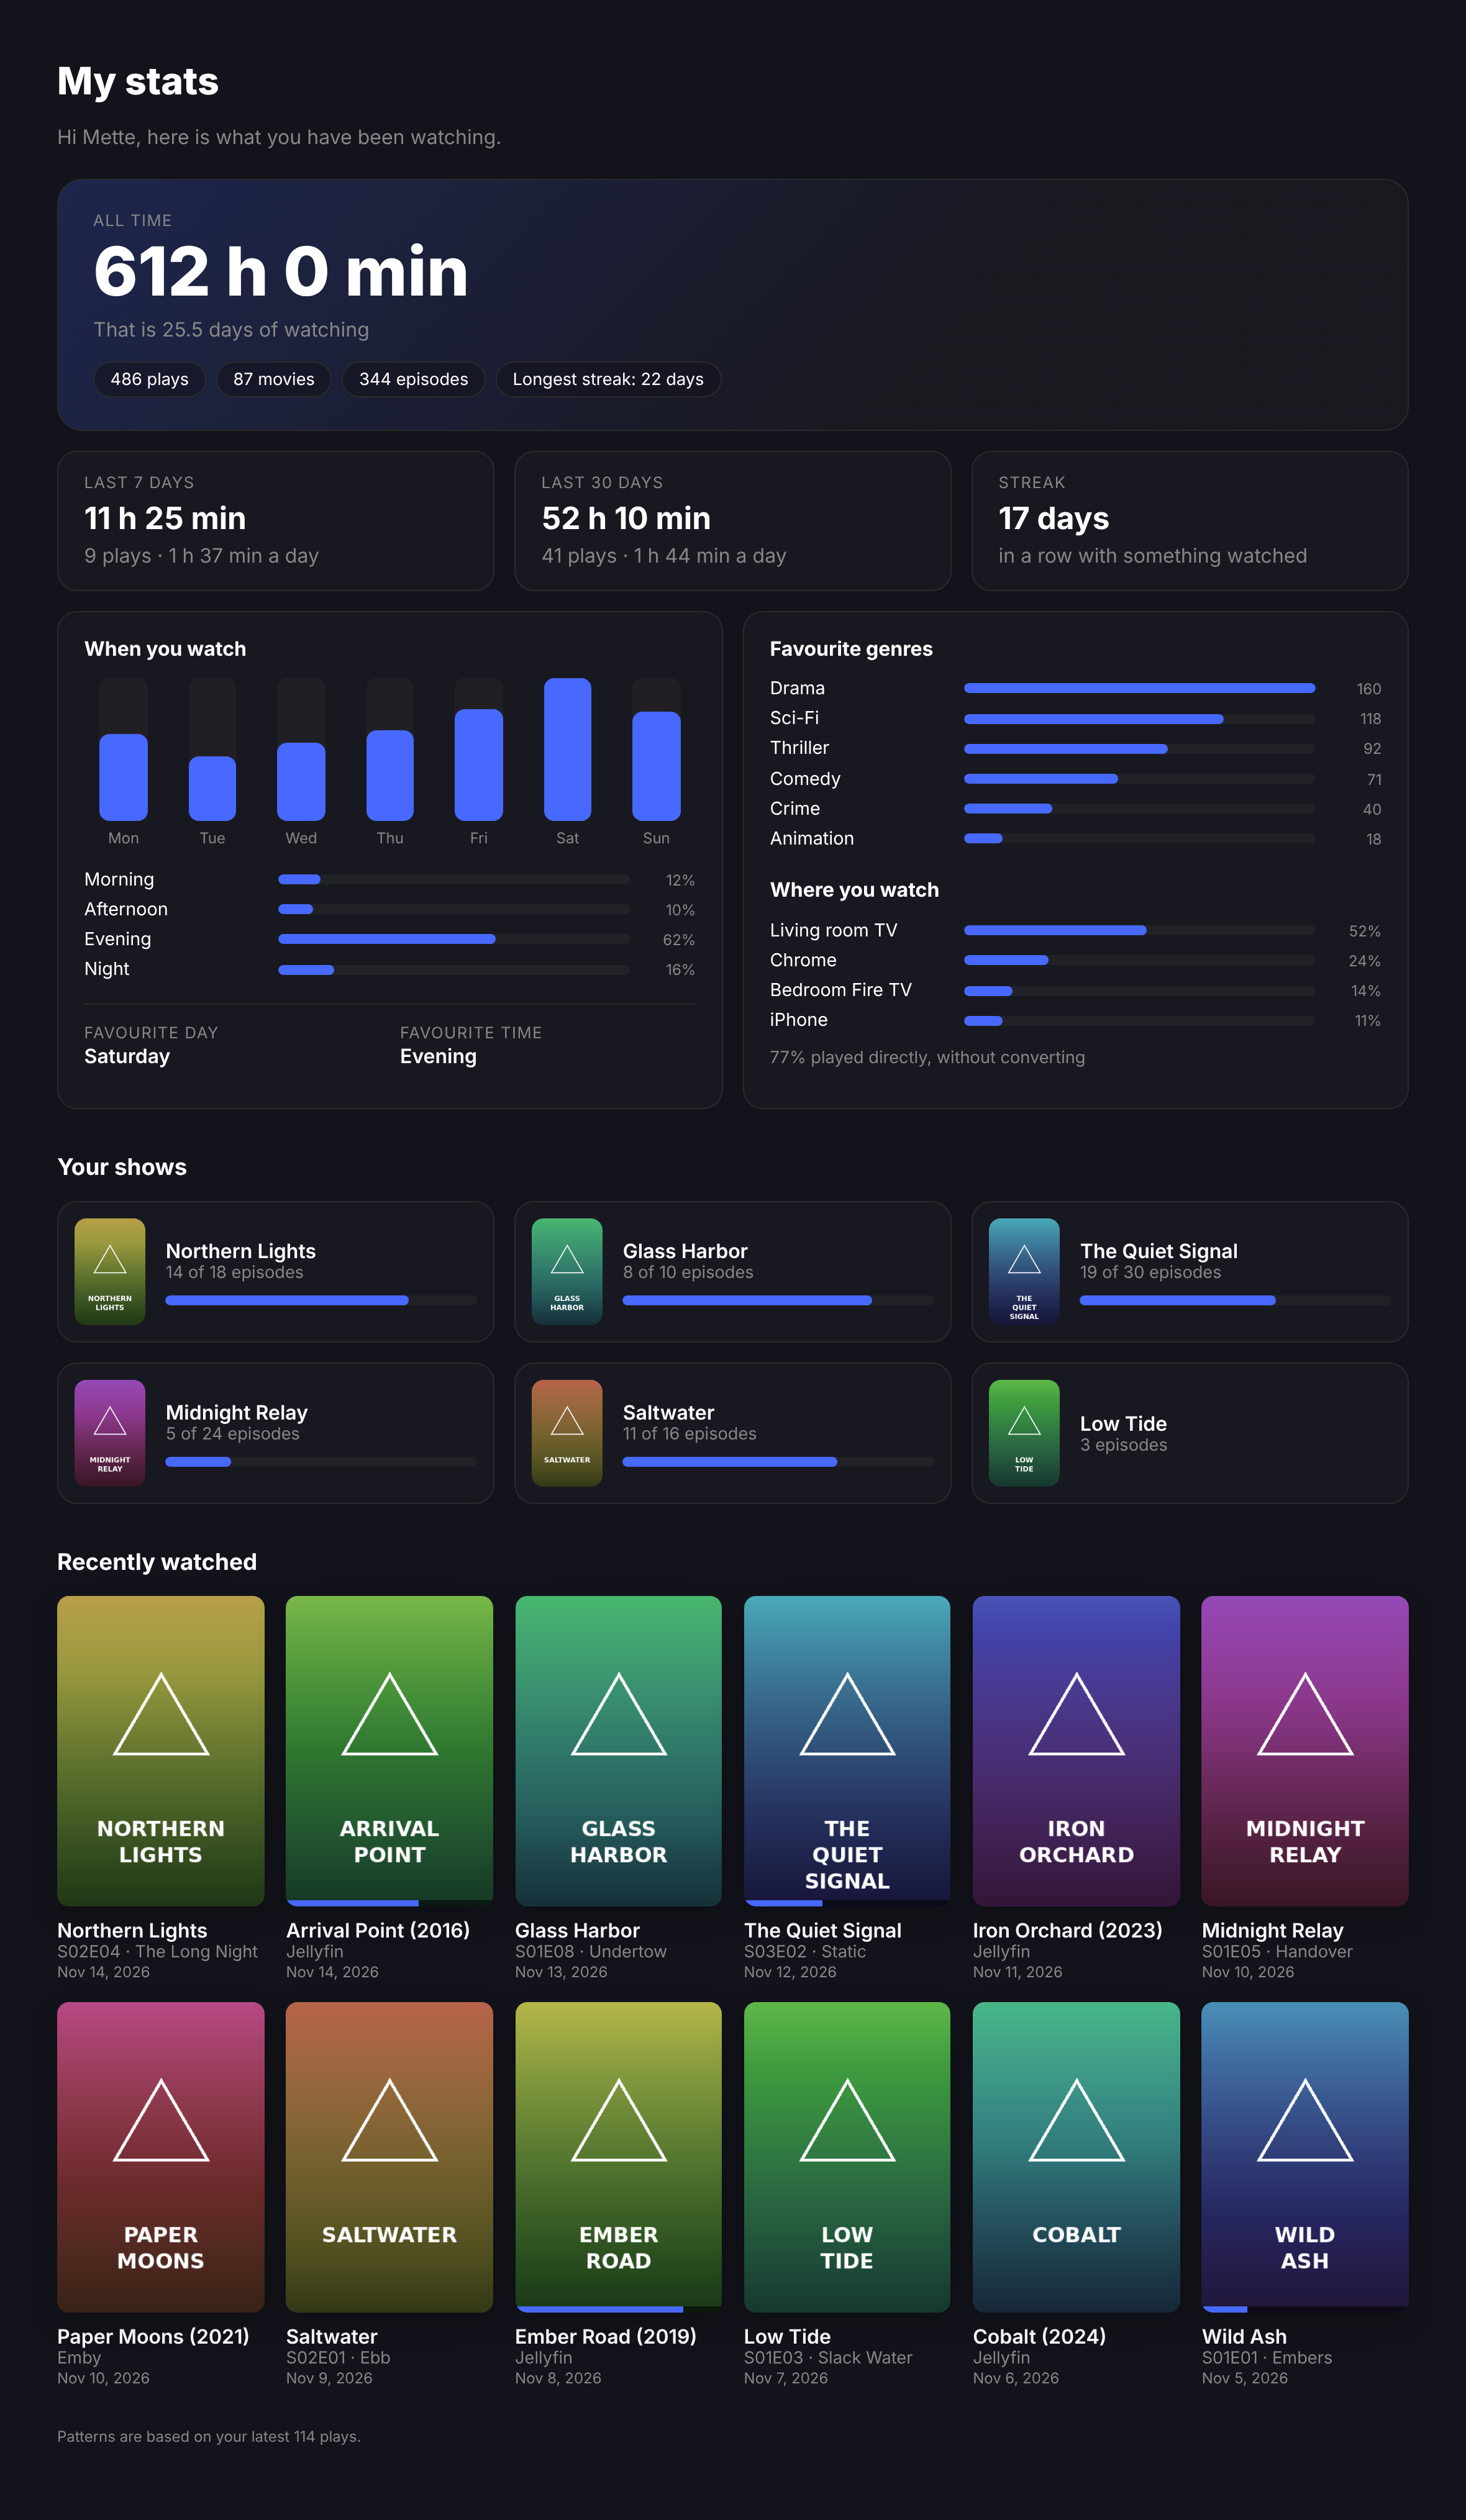 My stats
Hi Mette, here is what you have been watching.
ALL TIME
612 h 0 min
That is 25.5 days of watching
486 plays
87 movies
344 episodes
Longest streak: 22 days
LAST 7 DAYS
11 h 25 min
9 plays · 1 h 37 min a day
LAST 30 DAYS
52 h 10 min
41 plays · 1 h 44 min a day
STREAK
17 days
in a row with something watched
When you watch
Mon Tue Wed Thu Fri Sat Sun
Morning 12%
Afternoon 10%
Evening 62%
Night 16%
FAVOURITE DAY
Saturday
FAVOURITE TIME
Evening
Favourite genres
Drama 160
Sci-Fi 118
Thriller 92
Comedy 71
Crime 40
Animation 18
Where you watch
Living room TV 52%
Chrome 24%
Bedroom Fire TV 14%
iPhone 11%
77% played directly, without converting
Your shows
NORTHERN
LIGHTS
Northern Lights
14 of 18 episodes
GLASS
HARBOR
Glass Harbor
8 of 10 episodes
THE
QUIET
SIGNAL
The Quiet Signal
19 of 30 episodes
MIDNIGHT
RELAY
Midnight Relay
5 of 24 episodes
SALTWATER
Saltwater
11 of 16 episodes
LOW
TIDE
Low Tide
3 episodes
Recently watched
NORTHERN
LIGHTS
Northern Lights
S02E04 · The Long Night
Nov 14, 2026
ARRIVAL
POINT
Arrival Point (2016)
Jellyfin
Nov 14, 2026
GLASS
HARBOR
Glass Harbor
S01E08 · Undertow
Nov 13, 2026
THE
QUIET
SIGNAL
The Quiet Signal
S03E02 · Static
Nov 12, 2026
IRON
ORCHARD
Iron Orchard (2023)
Jellyfin
Nov 11, 2026
MIDNIGHT
RELAY
Midnight Relay
S01E05 · Handover
Nov 10, 2026
PAPER
MOONS
Paper Moons (2021)
Emby
Nov 10, 2026
SALTWATER
Saltwater
S02E01 · Ebb
Nov 9, 2026
EMBER
ROAD
Ember Road (2019)
Jellyfin
Nov 8, 2026
LOW
TIDE
Low Tide
S01E03 · Slack Water
Nov 7, 2026
COBALT
Cobalt (2024)
Jellyfin
Nov 6, 2026
WILD
ASH
Wild Ash
S01E01 · Embers
Nov 5, 2026
Patterns are based on your latest 114 plays.